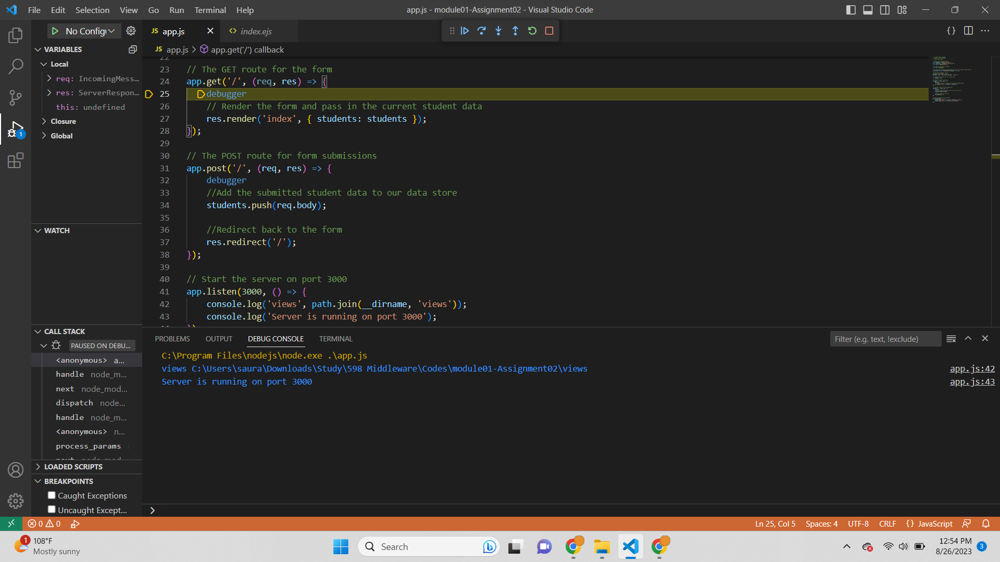 File Edit Selection View Go Run Terminal Help
app.js - module01-Assignment02 - Visual Studio Code
No Config
JS app.js
<> index.ejs
VARIABLES
Local
req: IncomingMess...
res: ServerRespon...
this: undefined
Closure
Global
WATCH
CALL STACK
PAUSED ON DEBU...
<anonymous> a...
handle node_m...
next node_mod...
dispatch node...
handle node_m...
<anonymous> n...
process_params
LOADED SCRIPTS
BREAKPOINTS
Caught Exceptions
Uncaught Except...
JS app.js > app.get('/') callback
22
23 // The GET route for the form
24 app.get('/', (req, res) => {
25 debugger
26 // Render the form and pass in the current student data
27 res.render('index', { students: students });
28 });
29
30 // The POST route for form submissions
31 app.post('/', (req, res) => {
32 debugger
33 //Add the submitted student data to our data store
34 students.push(req.body);
35
36 //Redirect back to the form
37 res.redirect('/');
38 });
39
40 // Start the server on port 3000
41 app.listen(3000, () => {
42 console.log('views', path.join(__dirname, 'views'));
43 console.log('Server is running on port 3000');
PROBLEMS OUTPUT DEBUG CONSOLE TERMINAL
Filter (e.g. text, !exclude)
C:\Program Files\nodejs\node.exe .\app.js
views C:\Users\saura\Downloads\Study\598 Middleware\Codes\module01-Assignment02\views app.js:42
Server is running on port 3000 app.js:43
>
1
0 0
Ln 25, Col 5 Spaces: 4 UTF-8 CRLF {} JavaScript
1
108°F
Mostly sunny
Search
12:54 PM
8/26/2023
3